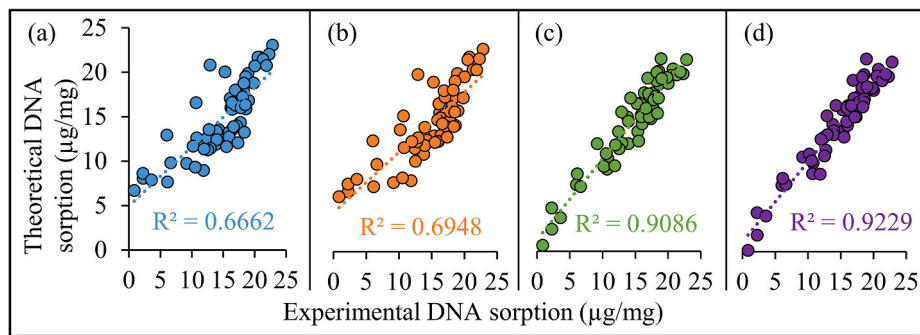 (a) (b) (c) (d)
Theoretical DNA
sorption (µg/mg)
25
20
15
10
5
0
R² = 0.6662 R² = 0.6948 R² = 0.9086 R² = 0.9229
0 5 10 15 20 25 0 5 10 15 20 25 0 5 10 15 20 25 0 5 10 15 20 25
Experimental DNA sorption (µg/mg)